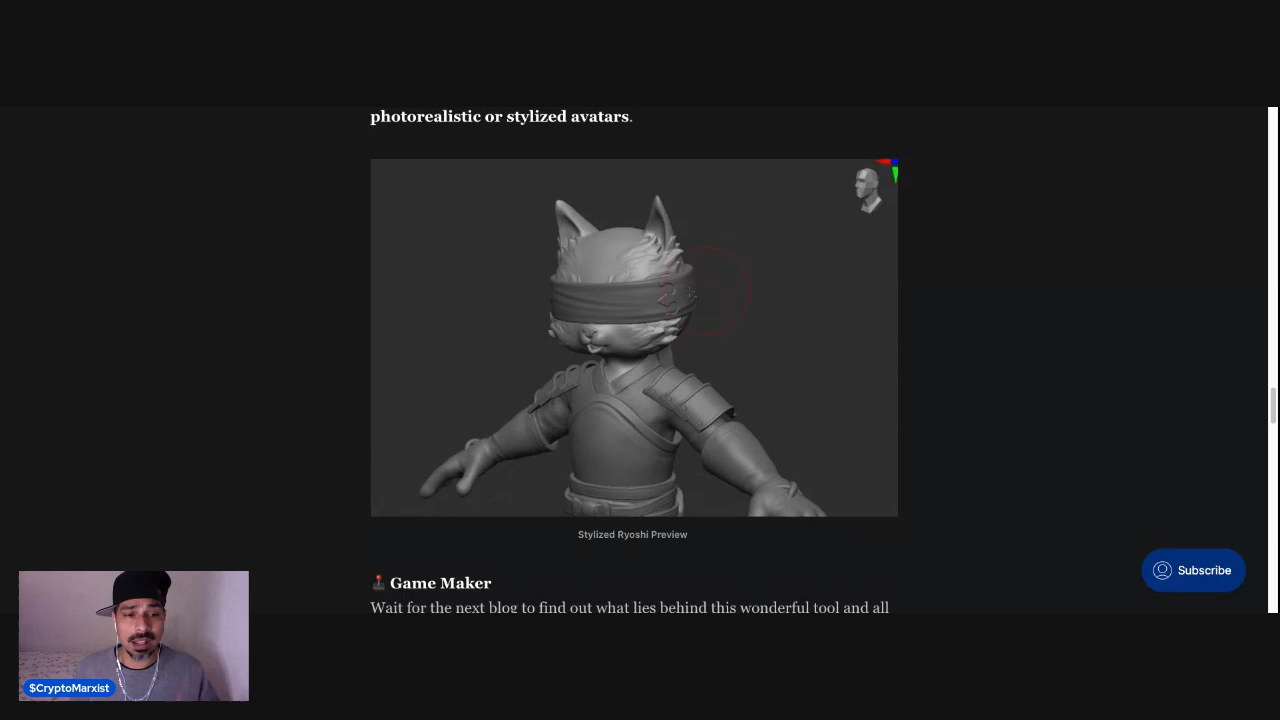 photorealistic or stylized avatars.
Stylized Ryoshi Preview
Subscribe
Game Maker
Wait for the next blog to find out what lies behind this wonderful tool and all
$CryptoMarxist